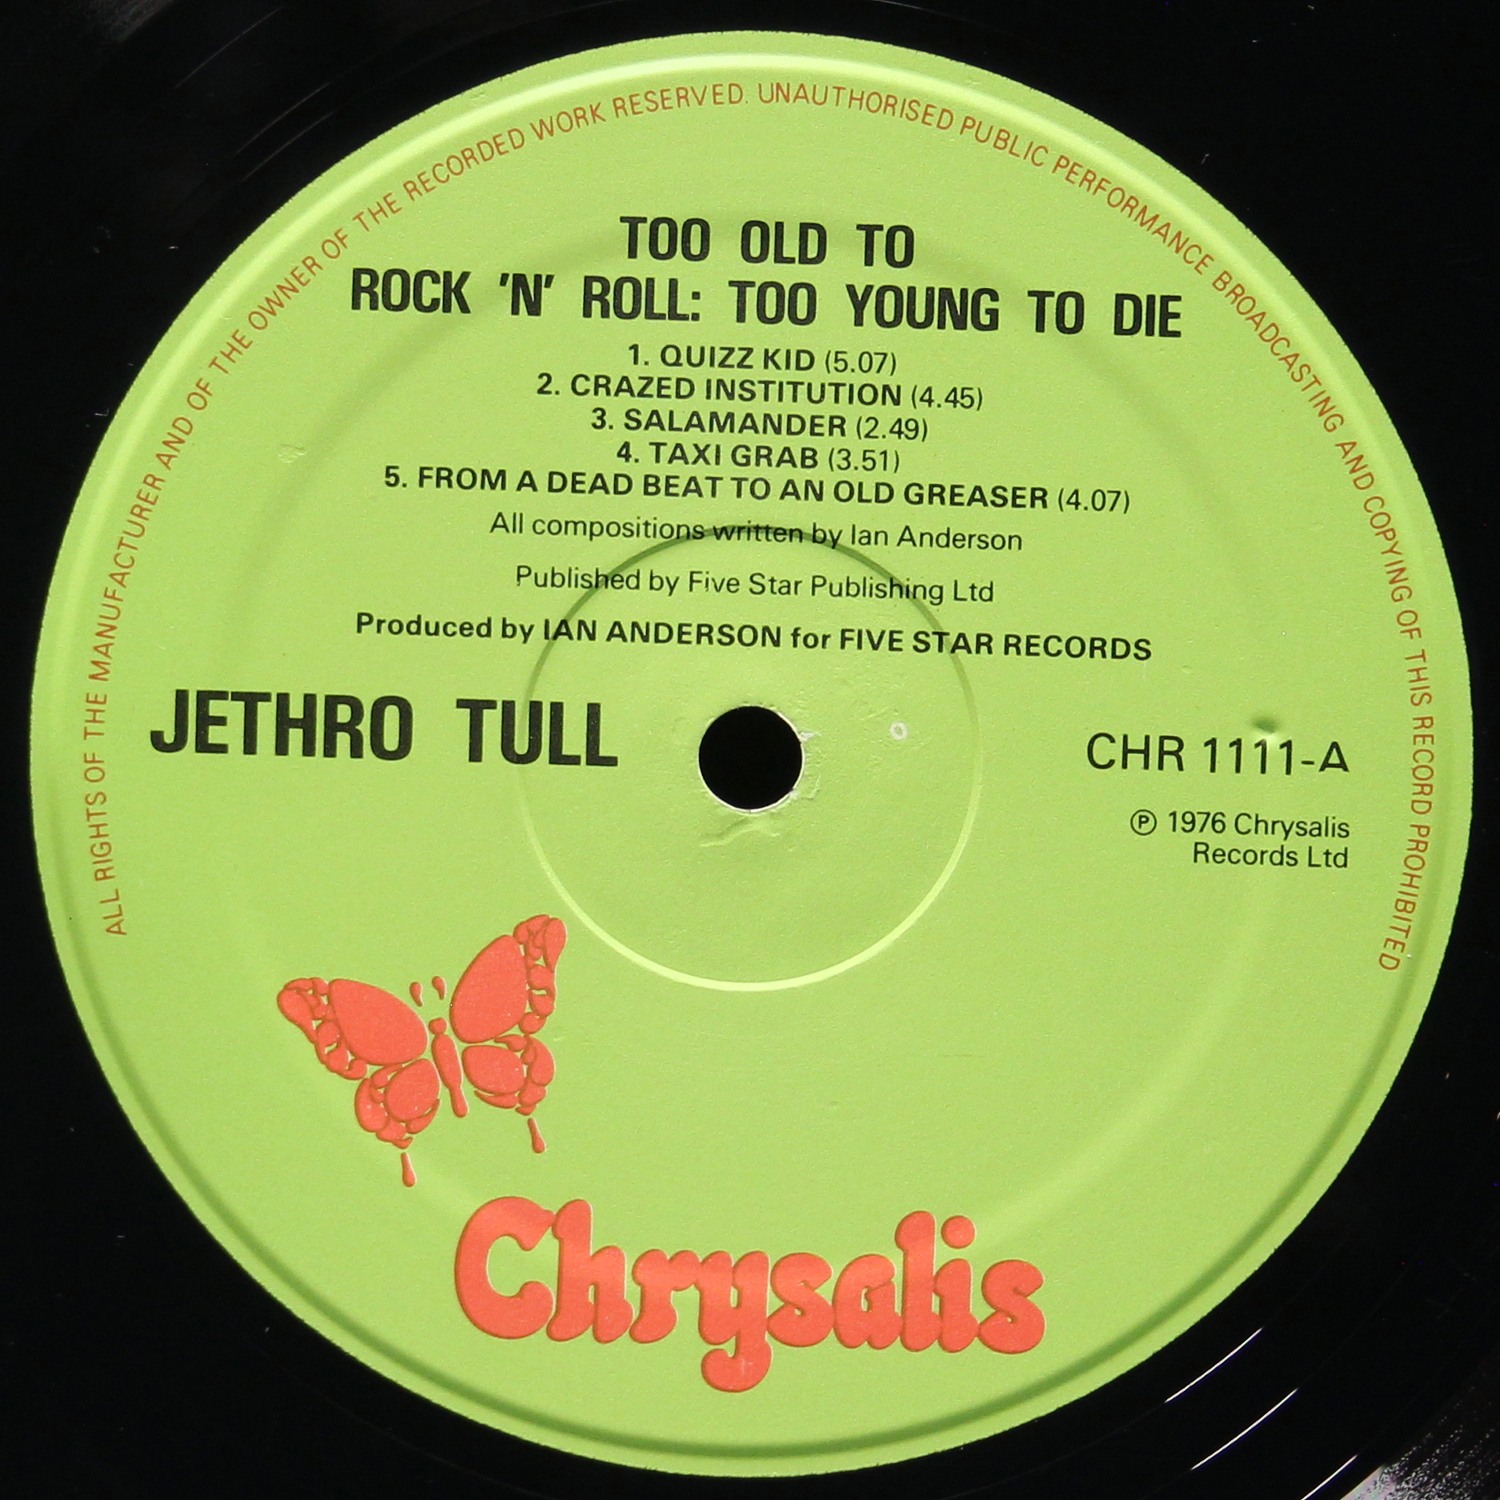 ALL RIGHTS OF THE MANUFACTURER AND OF THE OWNER OF THE RECORDED WORK RESERVED. UNAUTHORISED PUBLIC PERFORMANCE BROADCASTING AND COPYING OF THIS RECORD PROHIBITED
TOO OLD TO
ROCK 'N' ROLL: TOO YOUNG TO DIE
1. QUIZZ KID (5.07)
2. CRAZED INSTITUTION (4.45)
3. SALAMANDER (2.49)
4. TAXI GRAB (3.51)
5. FROM A DEAD BEAT TO AN OLD GREASER (4.07)
All compositions written by Ian Anderson
Published by Five Star Publishing Ltd
Produced by IAN ANDERSON for FIVE STAR RECORDS
JETHRO TULL
CHR 1111-A
℗ 1976 Chrysalis
Records Ltd
Chrysalis